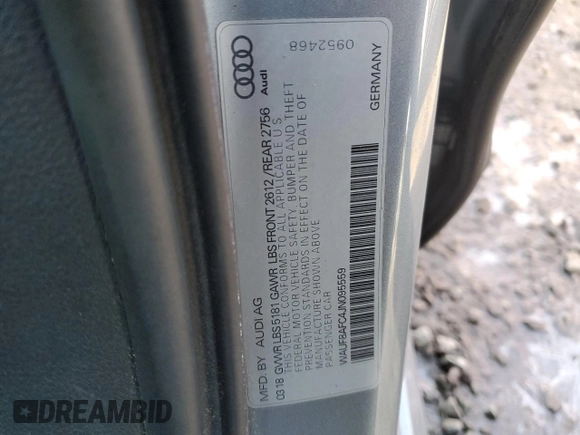 0952468
Audi
GERMANY
MFD. BY AUDI AG
03.18 GVWR LBS 5181 GAWR LBS FRONT 2612 / REAR 2756
THIS VEHICLE CONFORMS TO ALL APPLICABLE U.S.
FEDERAL MOTOR VEHICLE SAFETY, BUMPER AND THEFT
PREVENTION STANDARDS IN EFFECT ON THE DATE OF
MANUFACTURE SHOWN ABOVE.
PASSENGER CAR
WAUF8AFC4JN095559
DREAMBID